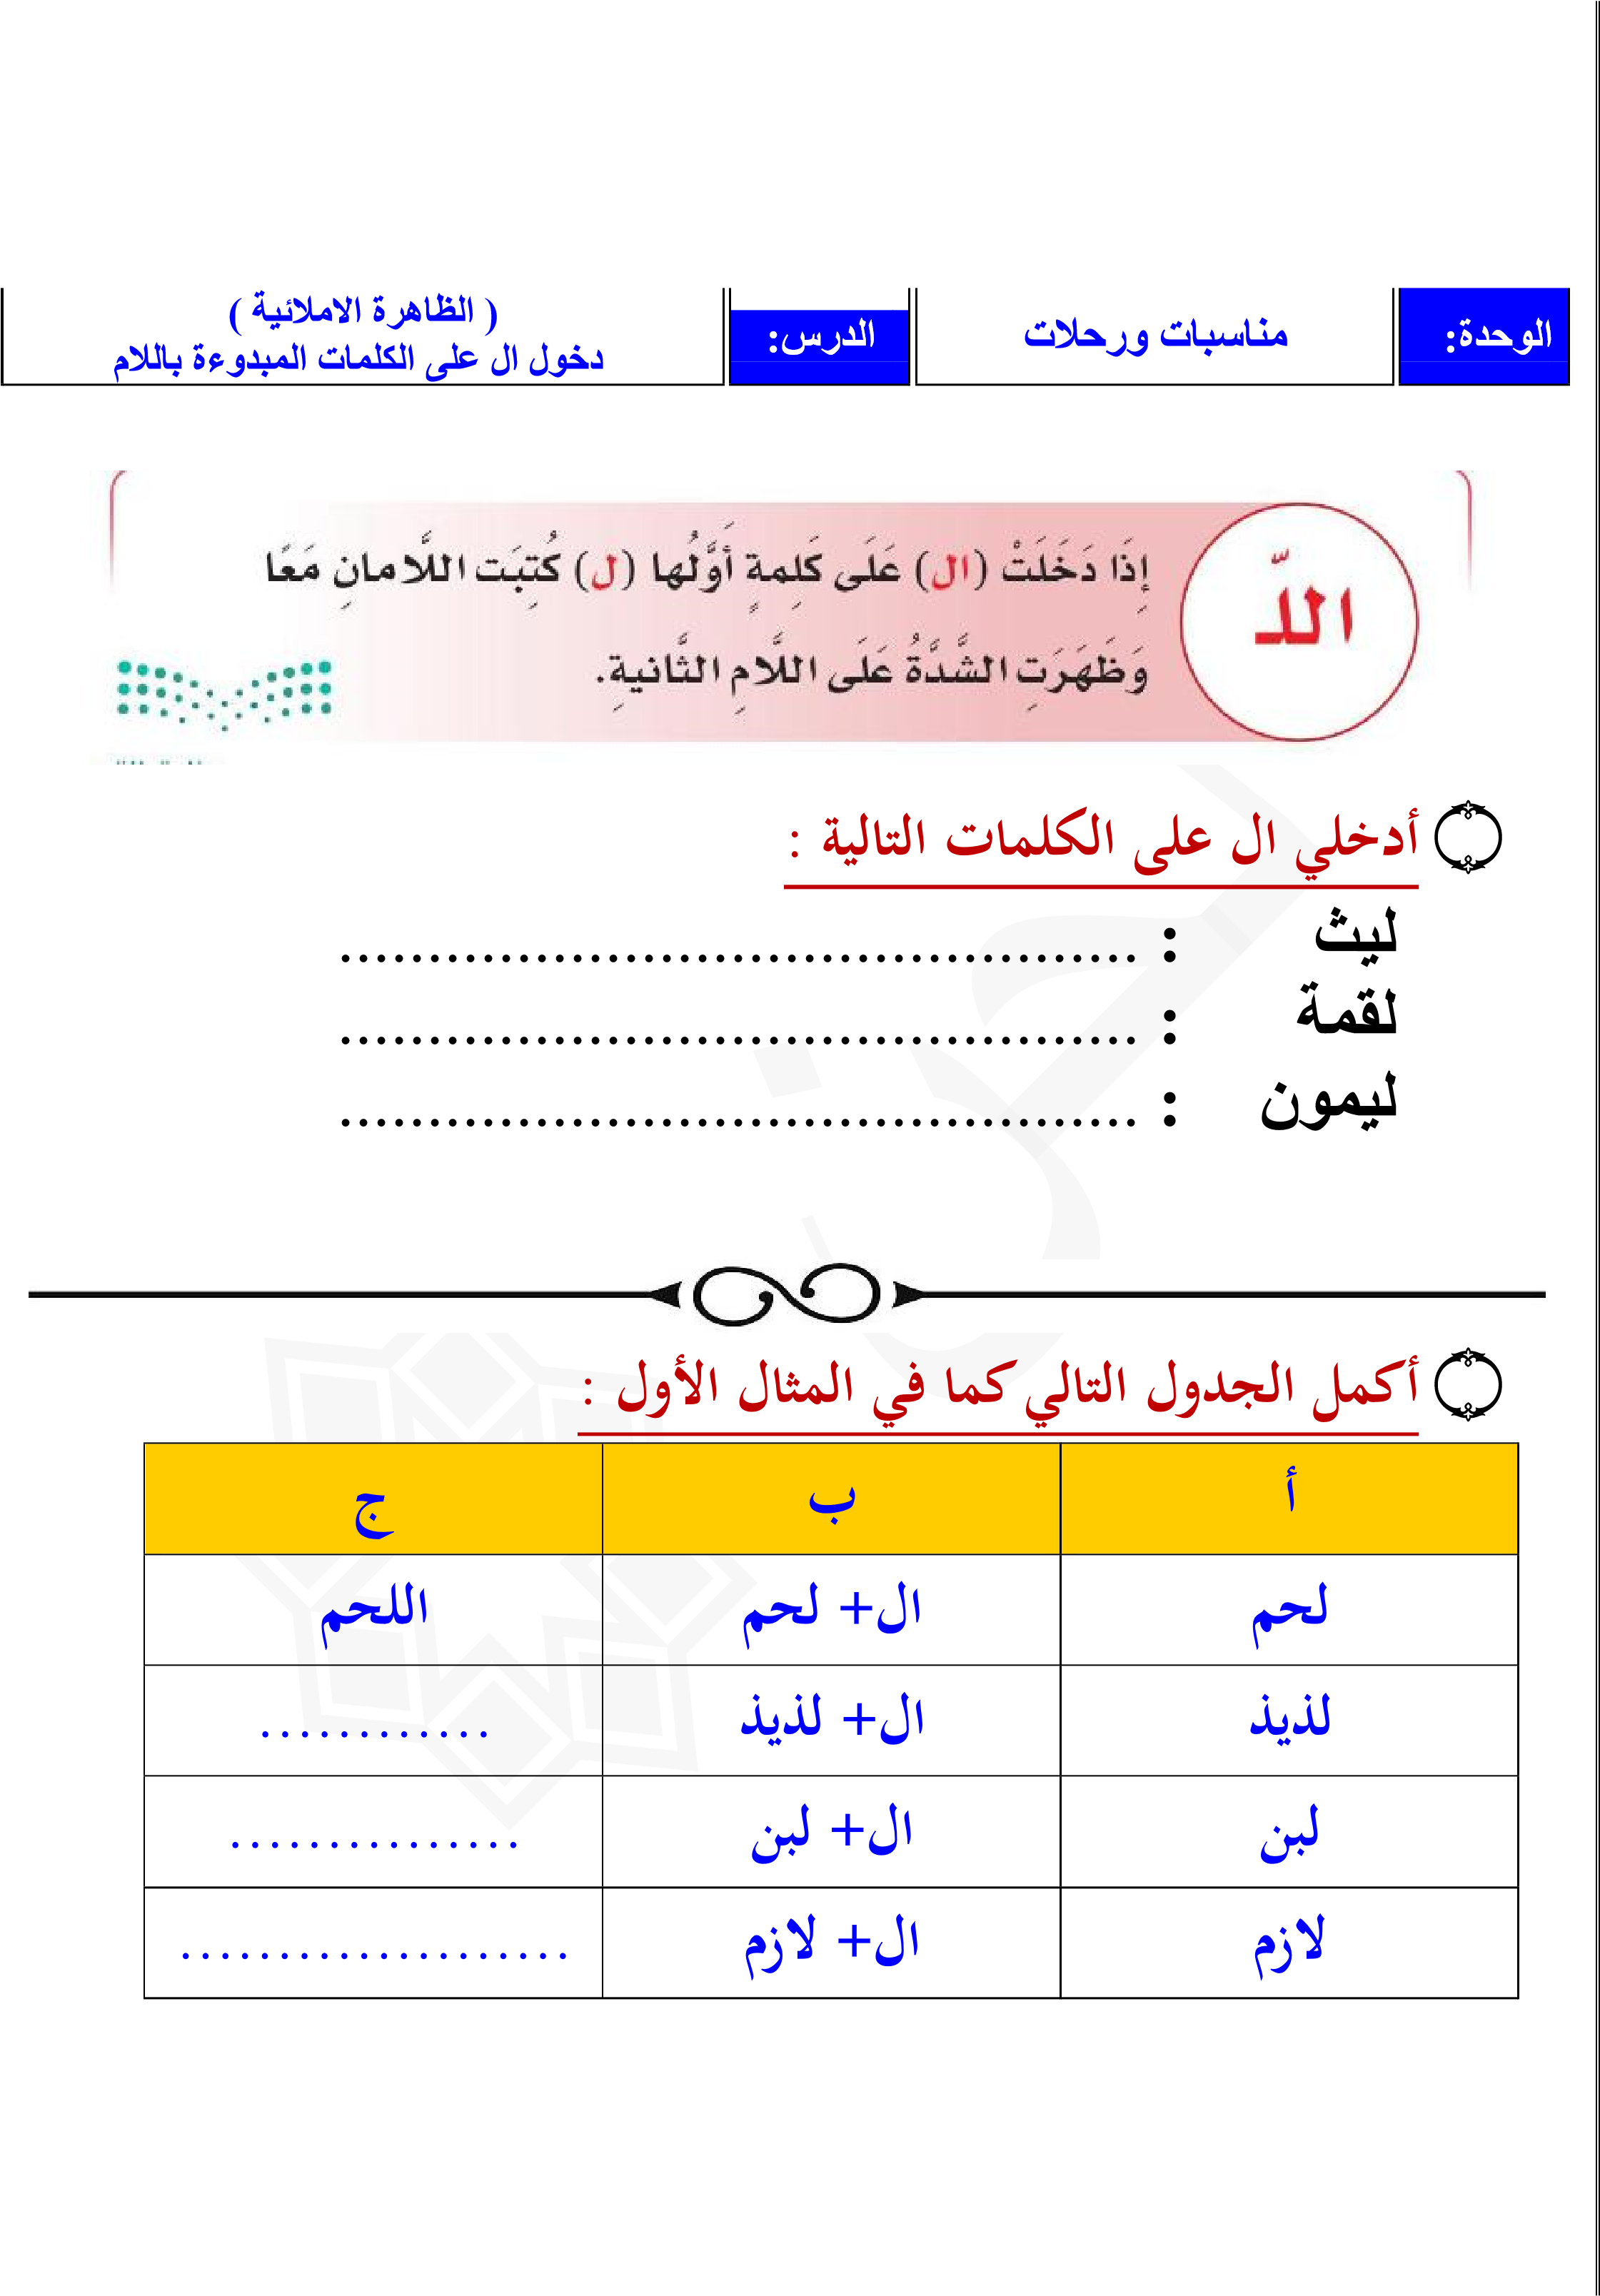 الوحدة: مناسبات ورحلات الدرس: ( الظاهرة الاملائية )
دخول ال على الكلمات المبدوءة باللام
اللّـ
إِذَا دَخَلَتْ (ال) عَلَى كَلِمةٍ أَوَّلُها (ل) كُتِبَت اللَّامانِ مَعًا
وَظَهَرَتِ الشَّدَّةُ عَلَى اللَّامِ الثَّانيةِ.
أدخلي ال على الكلمات التالية :
ليث : ............................................
لقمة : ............................................
ليمون : ............................................
أكمل الجدول التالي كما في المثال الأول :
أ ب ج
لحم ال+ لحم اللحم
لذيذ ال+ لذيذ ............
لبن ال+ لبن ...............
لازم ال+ لازم ....................